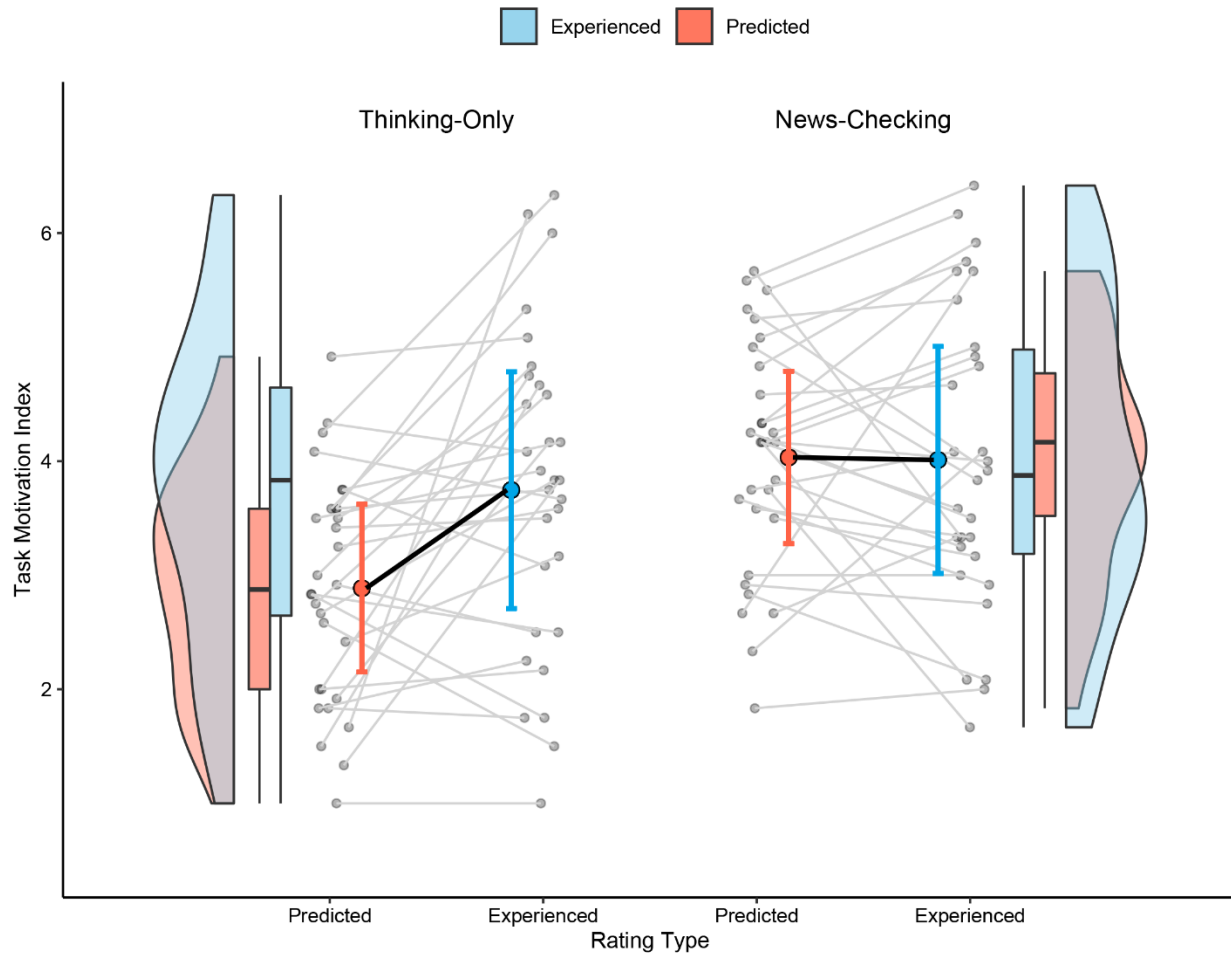 Experienced Predicted
Thinking-Only News-Checking
Task Motivation Index
6
4
2
Predicted Experienced Predicted Experienced
Rating Type